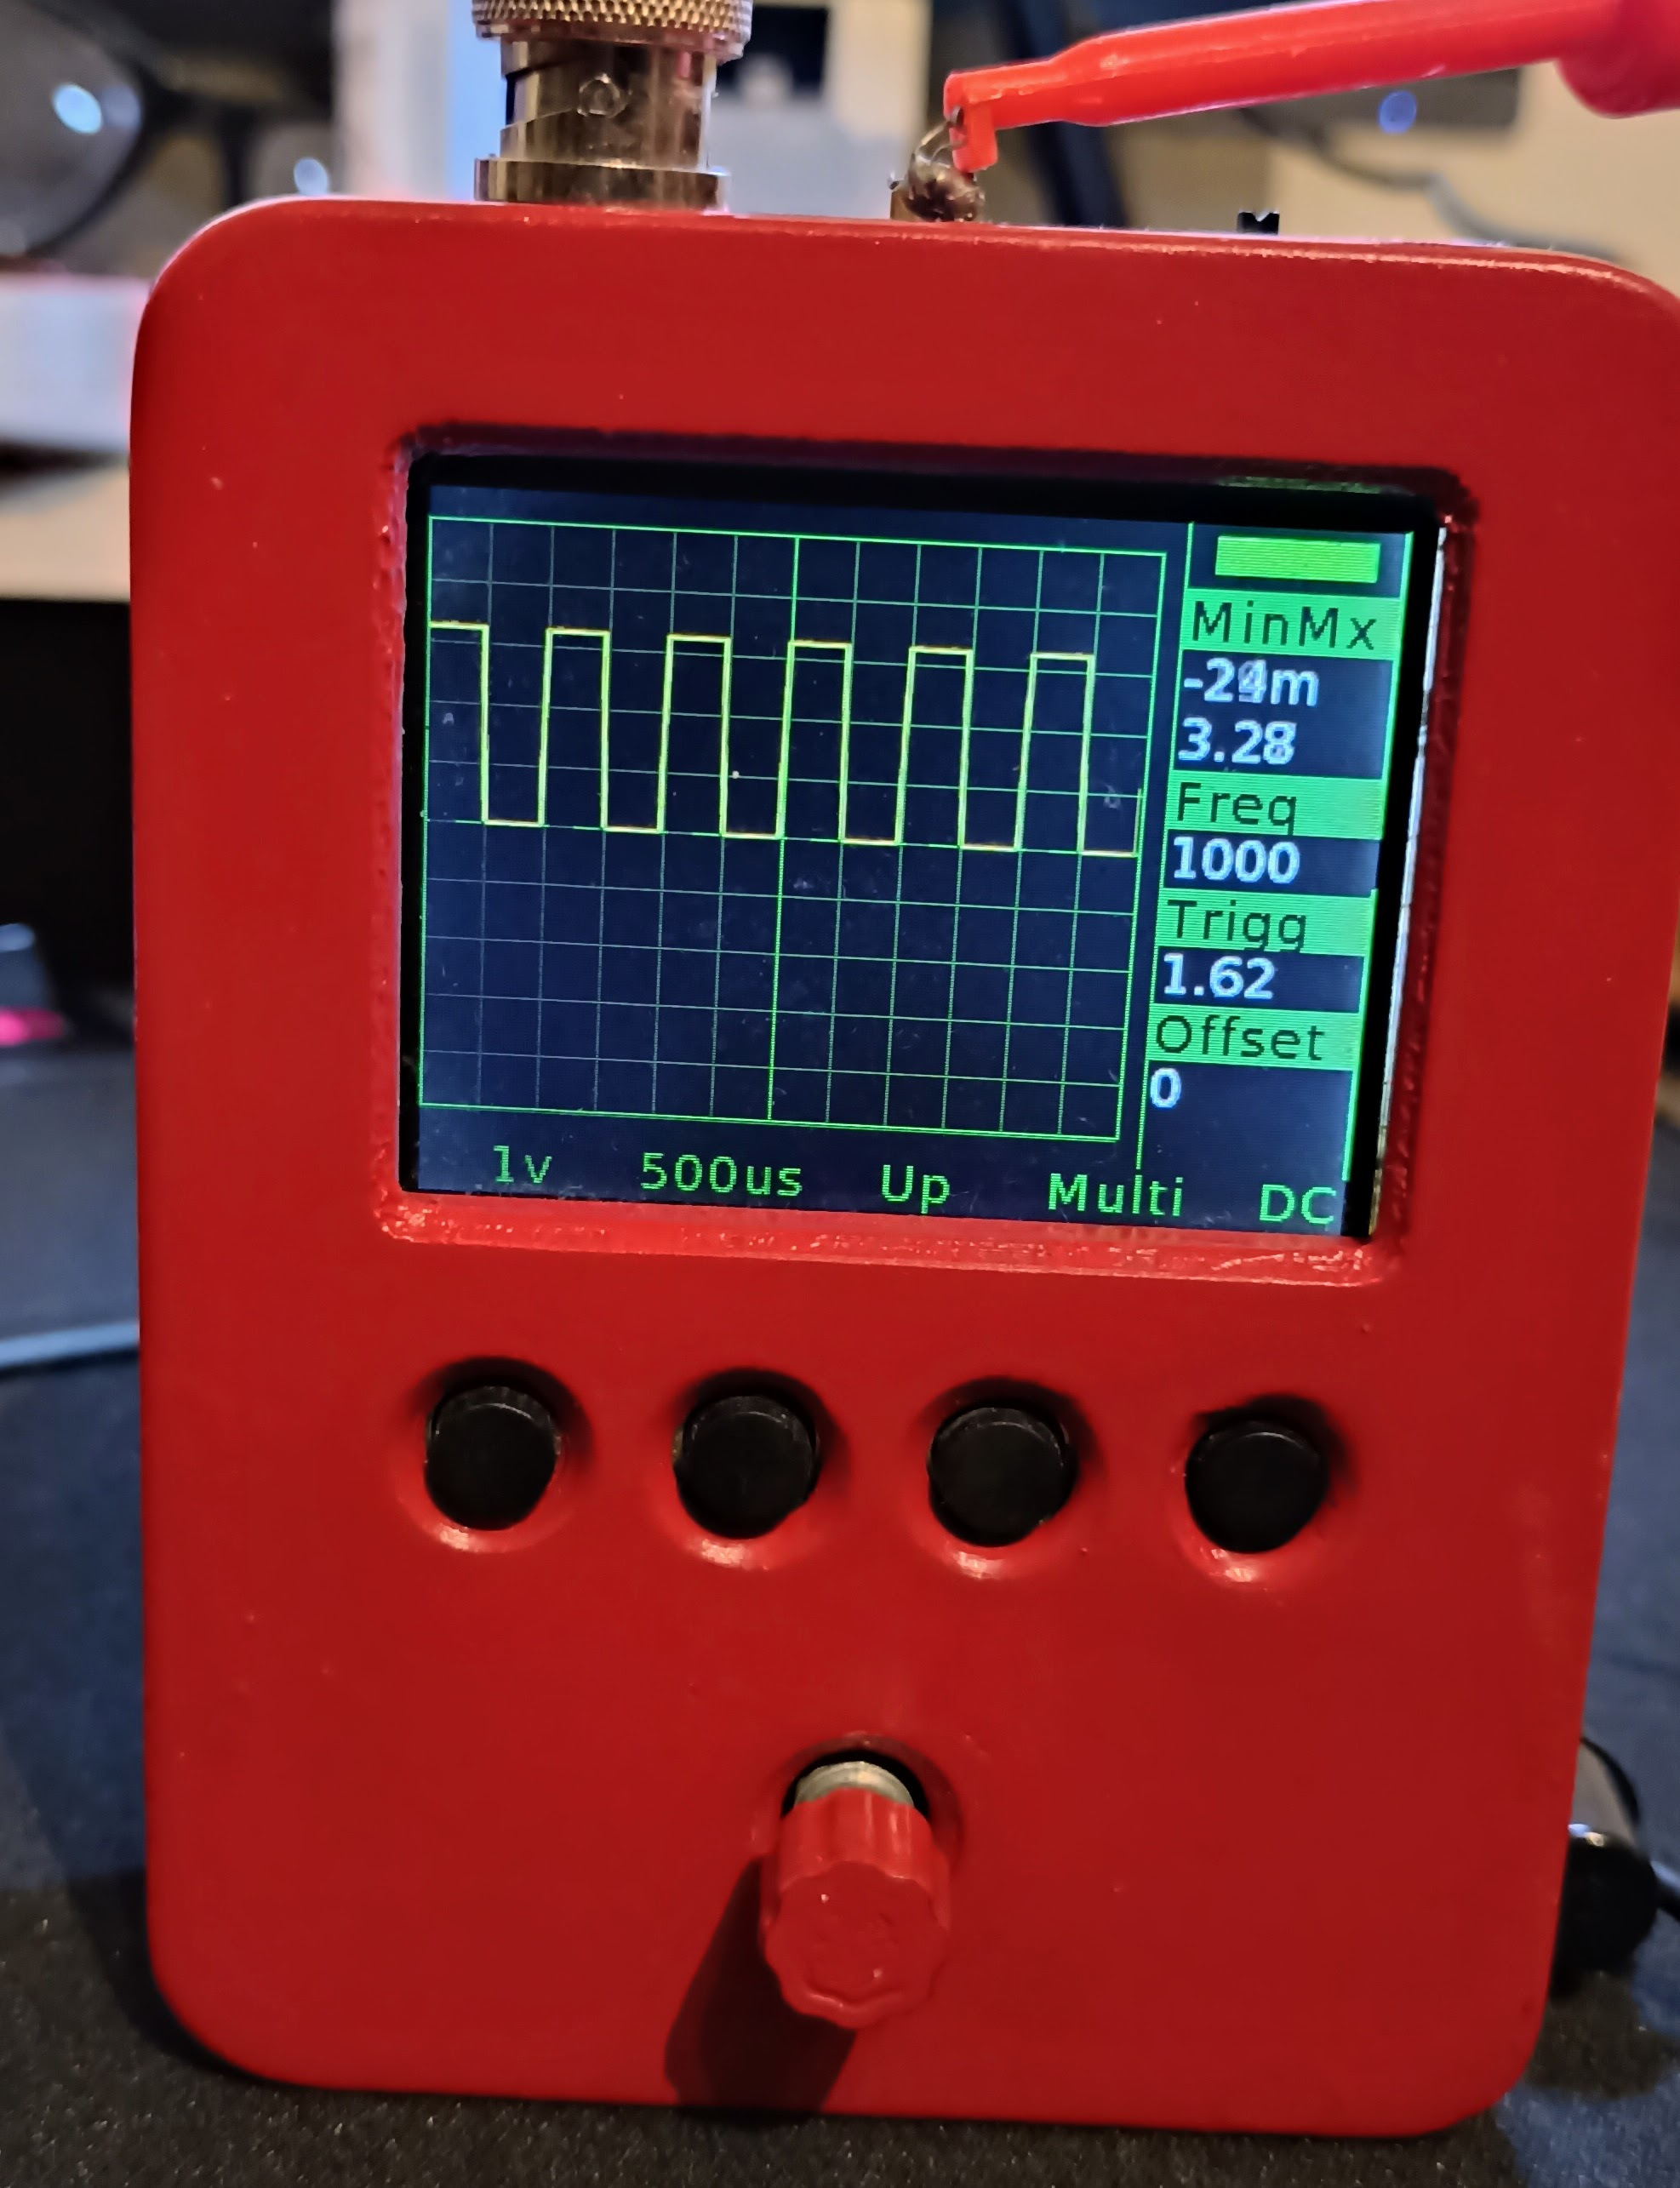 MinMx
3.28
Freq
1000
Trigg
1.62
Offset
0
1v 500us Up Multi DC